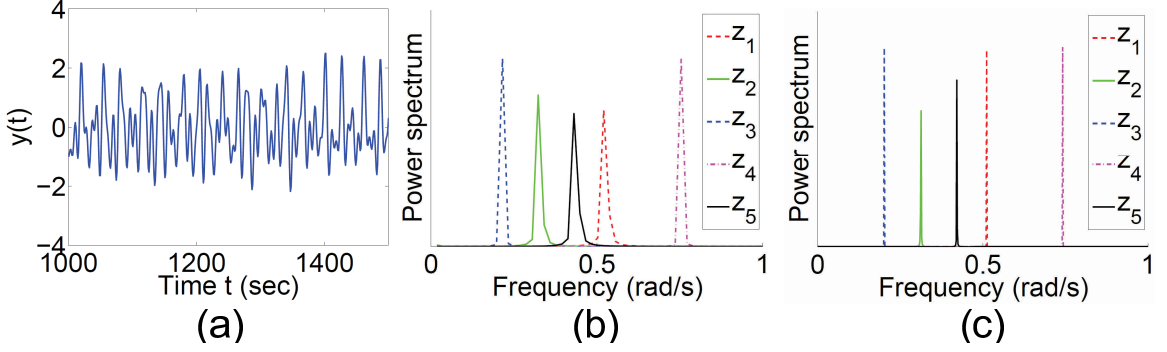 4
2
0
−2
−4
y(t)
1000
1200
1400
Time t (sec)
(a)
Power spectrum
z1
z2
z3
z4
z5
0
0.5
1
Frequency (rad/s)
(b)
Power spectrum
z1
z2
z3
z4
z5
0
0.5
1
Frequency (rad/s)
(c)